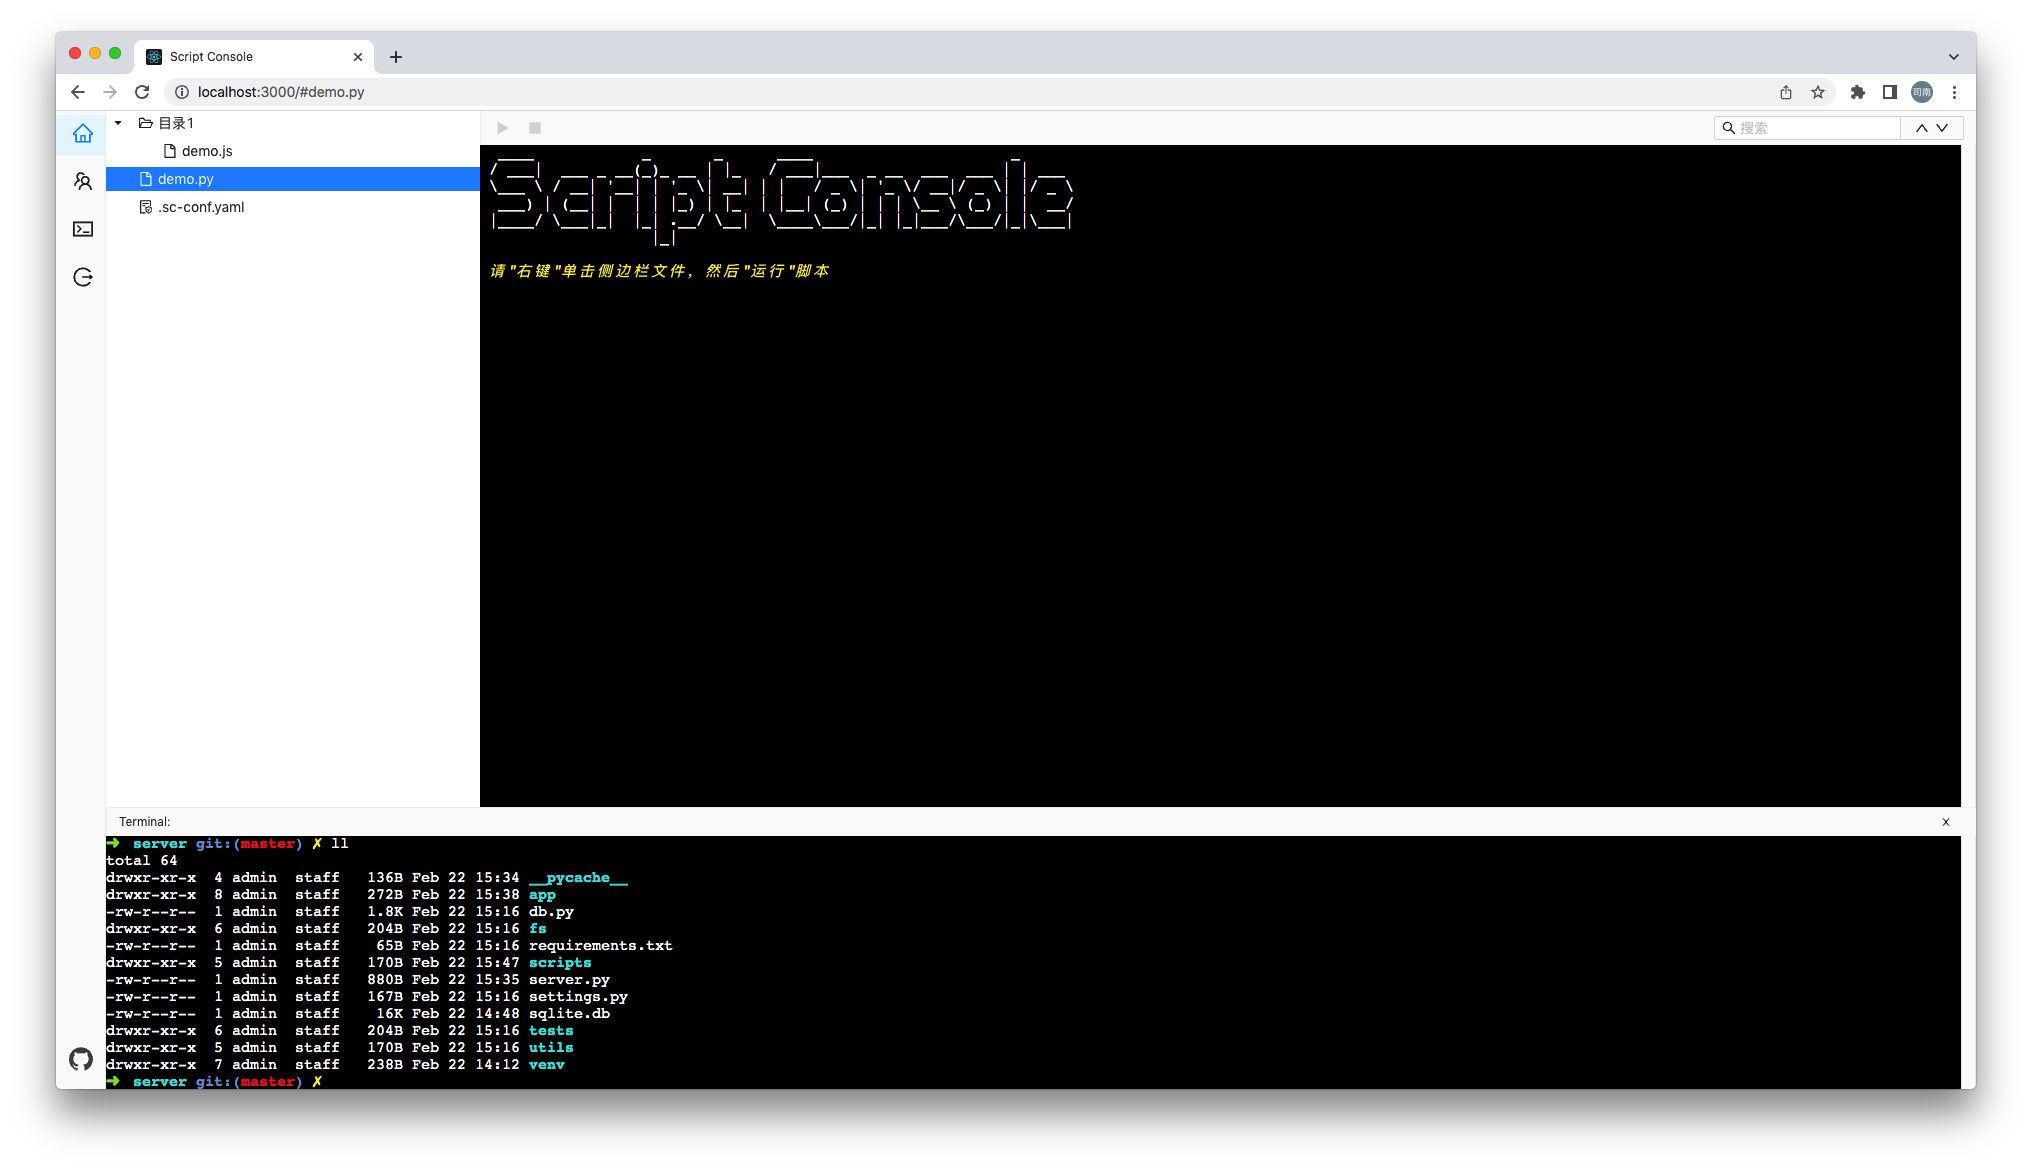 Script Console
localhost:3000/#demo.py
司南
目录1
demo.js
demo.py
.sc-conf.yaml
搜索
Script Console
请"右键"单击侧边栏文件，然后"运行"脚本
Terminal:
➜ server git:(master) ✗ ll
total 64
drwxr-xr-x 4 admin staff 136B Feb 22 15:34 __pycache__
drwxr-xr-x 8 admin staff 272B Feb 22 15:38 app
-rw-r--r-- 1 admin staff 1.8K Feb 22 15:16 db.py
drwxr-xr-x 6 admin staff 204B Feb 22 15:16 fs
-rw-r--r-- 1 admin staff 65B Feb 22 15:16 requirements.txt
drwxr-xr-x 5 admin staff 170B Feb 22 15:47 scripts
-rw-r--r-- 1 admin staff 880B Feb 22 15:35 server.py
-rw-r--r-- 1 admin staff 167B Feb 22 15:16 settings.py
-rw-r--r-- 1 admin staff 16K Feb 22 14:48 sqlite.db
drwxr-xr-x 6 admin staff 204B Feb 22 15:16 tests
drwxr-xr-x 5 admin staff 170B Feb 22 15:16 utils
drwxr-xr-x 7 admin staff 238B Feb 22 14:12 venv
➜ server git:(master) ✗